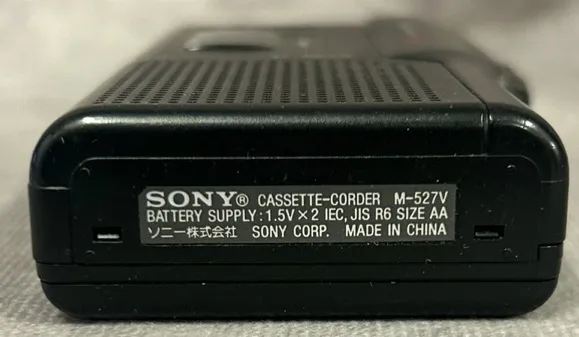 SONY® CASSETTE-CORDER M-527V
BATTERY SUPPLY: 1.5V×2 IEC, JIS R6 SIZE AA
ソニー株式会社 SONY CORP. MADE IN CHINA